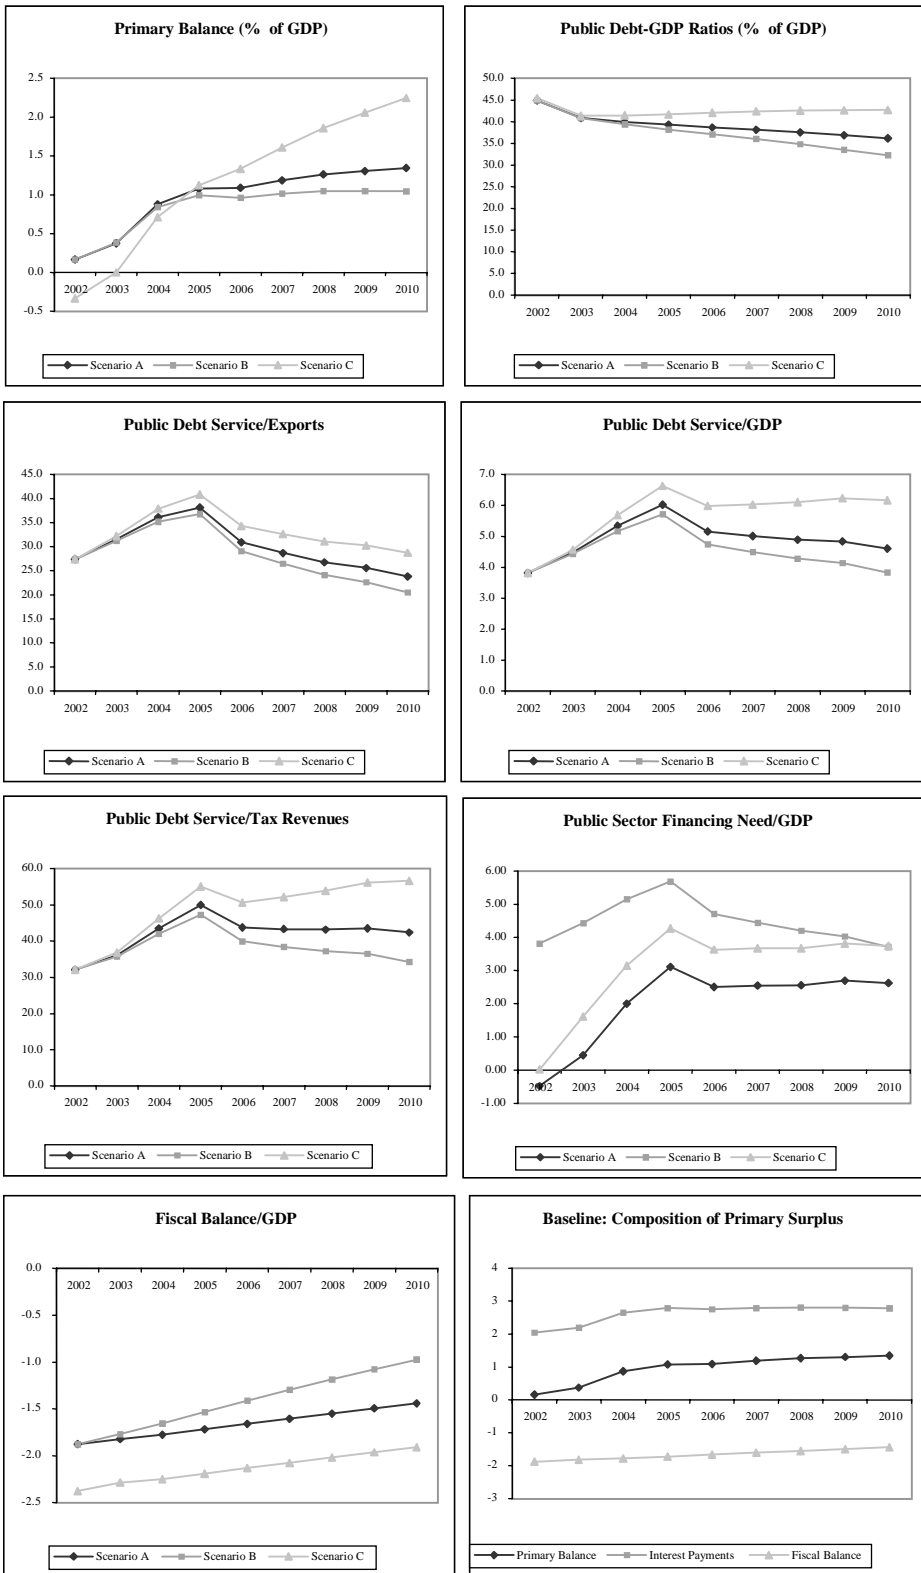 Primary Balance (% of GDP)
2.5
2.0
1.5
1.0
0.5
0.0
-0.5
2002 2003 2004 2005 2006 2007 2008 2009 2010
Scenario A Scenario B Scenario C
Public Debt-GDP Ratios (% of GDP)
50.0
45.0
40.0
35.0
30.0
25.0
20.0
15.0
10.0
5.0
0.0
2002 2003 2004 2005 2006 2007 2008 2009 2010
Scenario A Scenario B Scenario C
Public Debt Service/Exports
45.0
40.0
35.0
30.0
25.0
20.0
15.0
10.0
5.0
0.0
2002 2003 2004 2005 2006 2007 2008 2009 2010
Scenario A Scenario B Scenario C
Public Debt Service/GDP
7.0
6.0
5.0
4.0
3.0
2.0
1.0
0.0
2002 2003 2004 2005 2006 2007 2008 2009 2010
Scenario A Scenario B Scenario C
Public Debt Service/Tax Revenues
60.0
50.0
40.0
30.0
20.0
10.0
0.0
2002 2003 2004 2005 2006 2007 2008 2009 2010
Scenario A Scenario B Scenario C
Public Sector Financing Need/GDP
6.00
5.00
4.00
3.00
2.00
1.00
0.00
-1.00
2002 2003 2004 2005 2006 2007 2008 2009 2010
Scenario A Scenario B Scenario C
Fiscal Balance/GDP
0.0
-0.5
-1.0
-1.5
-2.0
-2.5
2002 2003 2004 2005 2006 2007 2008 2009 2010
Scenario A Scenario B Scenario C
Baseline: Composition of Primary Surplus
4
3
2
1
0
-1
-2
-3
2002 2003 2004 2005 2006 2007 2008 2009 2010
Primary Balance Interest Payments Fiscal Balance